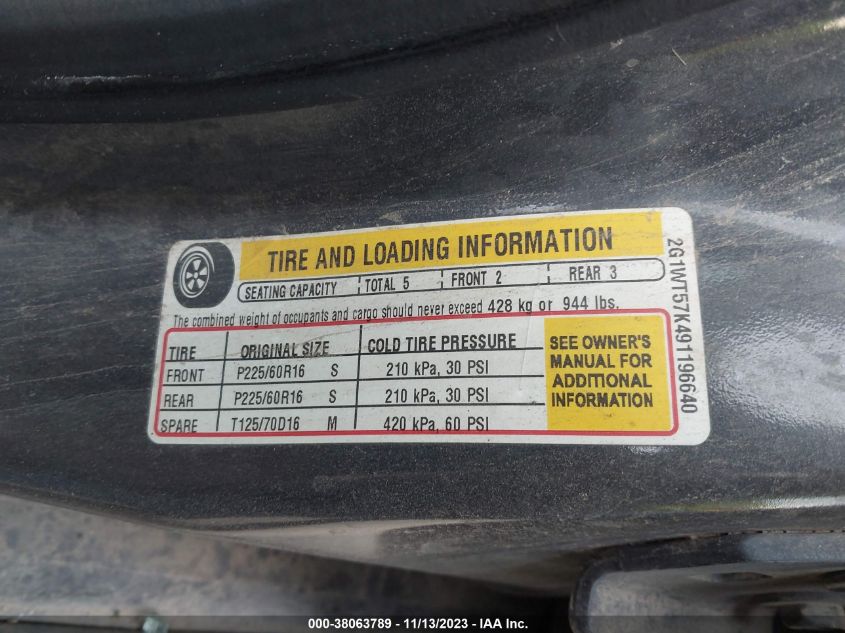 TIRE AND LOADING INFORMATION
SEATING CAPACITY TOTAL 5 FRONT 2 REAR 3
The combined weight of occupants and cargo should never exceed 428 kg or 944 lbs.
TIRE ORIGINAL SIZE COLD TIRE PRESSURE
FRONT P225/60R16 S 210 kPa, 30 PSI
REAR P225/60R16 S 210 kPa, 30 PSI
SPARE T125/70D16 M 420 kPa, 60 PSI
SEE OWNER'S
MANUAL FOR
ADDITIONAL
INFORMATION
2G1WT57K491196640
000-38063789 - 11/13/2023 - IAA Inc.